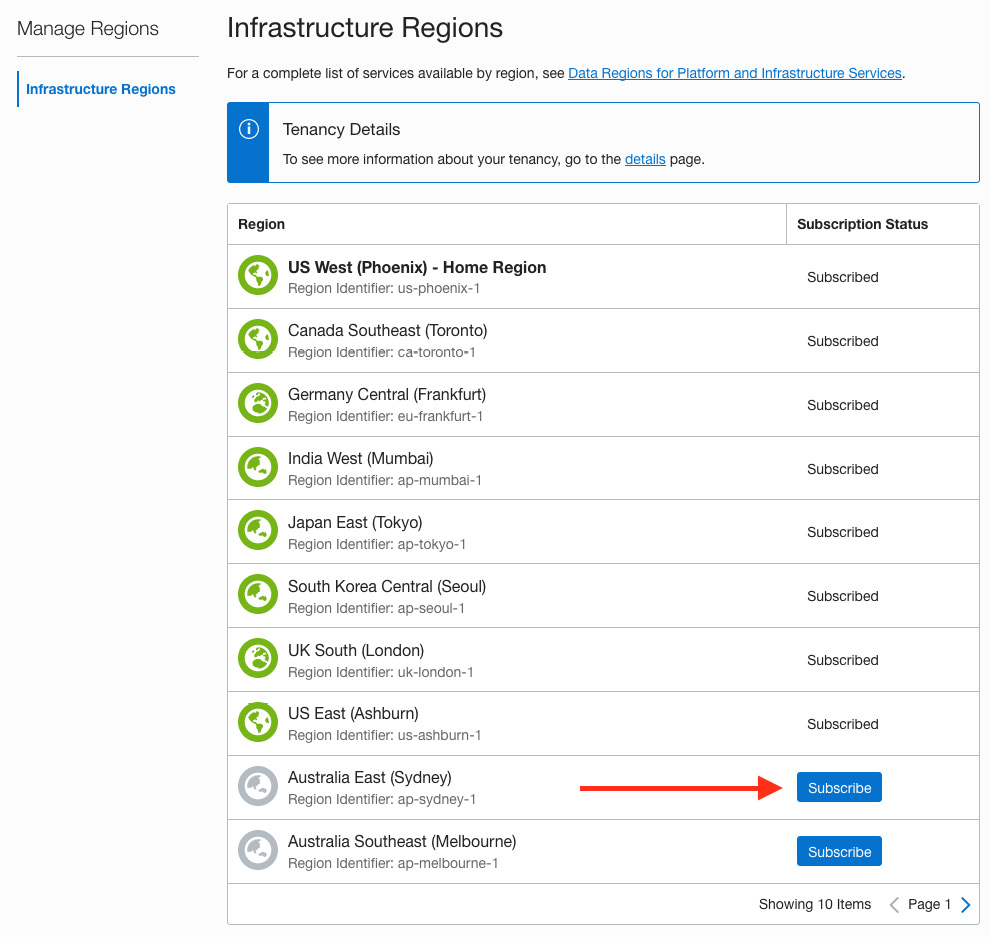 Manage Regions
Infrastructure Regions
Infrastructure Regions
For a complete list of services available by region, see Data Regions for Platform and Infrastructure Services.
Tenancy Details
To see more information about your tenancy, go to the details page.
Region Subscription Status
US West (Phoenix) - Home Region
Region Identifier: us-phoenix-1
Subscribed
Canada Southeast (Toronto)
Region Identifier: ca-toronto-1
Subscribed
Germany Central (Frankfurt)
Region Identifier: eu-frankfurt-1
Subscribed
India West (Mumbai)
Region Identifier: ap-mumbai-1
Subscribed
Japan East (Tokyo)
Region Identifier: ap-tokyo-1
Subscribed
South Korea Central (Seoul)
Region Identifier: ap-seoul-1
Subscribed
UK South (London)
Region Identifier: uk-london-1
Subscribed
US East (Ashburn)
Region Identifier: us-ashburn-1
Subscribed
Australia East (Sydney)
Region Identifier: ap-sydney-1
Subscribe
Australia Southeast (Melbourne)
Region Identifier: ap-melbourne-1
Subscribe
Showing 10 Items Page 1